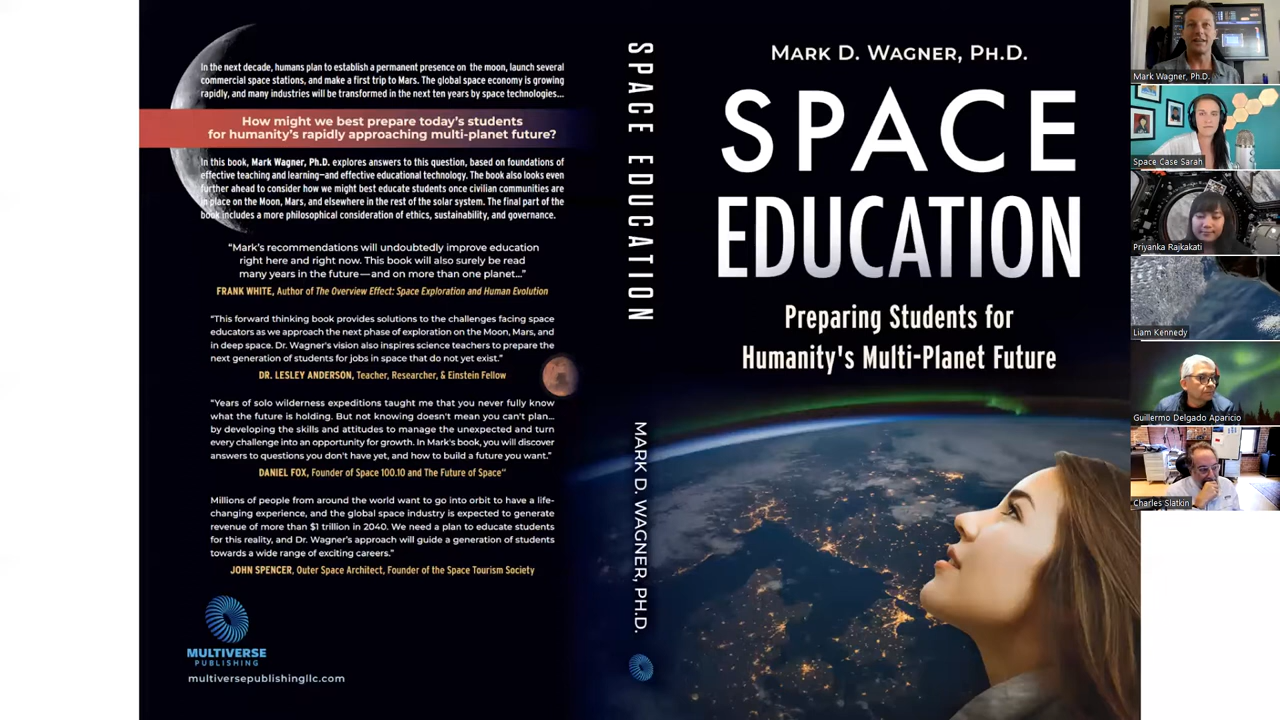 In the next decade, humans plan to establish a permanent presence on the moon, launch several
commercial space stations, and make a first trip to Mars. The global space economy is growing
rapidly, and many industries will be transformed in the next ten years by space technologies...
How might we best prepare today's students
for humanity's rapidly approaching multi-planet future?
In this book, Mark Wagner, Ph.D. explores answers to this question, based on foundations of
effective teaching and learning—and effective educational technology. The book also looks even
further ahead to consider how we might best educate students once civilian communities are
in place on the Moon, Mars, and elsewhere in the rest of the solar system. The final part of the
book includes a more philosophical consideration of ethics, sustainability, and governance.
“Mark's recommendations will undoubtedly improve education
right here and right now. This book will also surely be read
many years in the future—and on more than one planet...”
FRANK WHITE, Author of The Overview Effect: Space Exploration and Human Evolution
“This forward thinking book provides solutions to the challenges facing space
educators as we approach the next phase of exploration on the Moon, Mars, and
in deep space. Dr. Wagner's vision also inspires science teachers to prepare the
next generation of students for jobs in space that do not yet exist.”
DR. LESLEY ANDERSON, Teacher, Researcher, & Einstein Fellow
“Years of solo wilderness expeditions taught me that you never fully know
what the future is holding. But not knowing doesn't mean you can't plan...
by developing the skills and attitudes to manage the unexpected and turn
every challenge into an opportunity for growth. In Mark's book, you will discover
answers to questions you don't have yet, and how to build a future you want.”
DANIEL FOX, Founder of Space 100.10 and The Future of Space“
Millions of people from around the world want to go into orbit to have a life-
changing experience, and the global space industry is expected to generate
revenue of more than $1 trillion in 2040. We need a plan to educate students
for this reality, and Dr. Wagner's approach will guide a generation of students
towards a wide range of exciting careers.”
JOHN SPENCER, Outer Space Architect, Founder of the Space Tourism Society
MULTIVERSE
PUBLISHING
multiversepublishingllc.com
SPACE EDUCATION
MARK D. WAGNER, PH.D.
MARK D. WAGNER, PH.D.
SPACE
EDUCATION
Preparing Students for
Humanity's Multi-Planet Future
Mark Wagner, Ph.D.
Space Case Sarah
Priyanka Rajkakati
Liam Kennedy
Guillermo Delgado Aparicio
Charles Slatkin